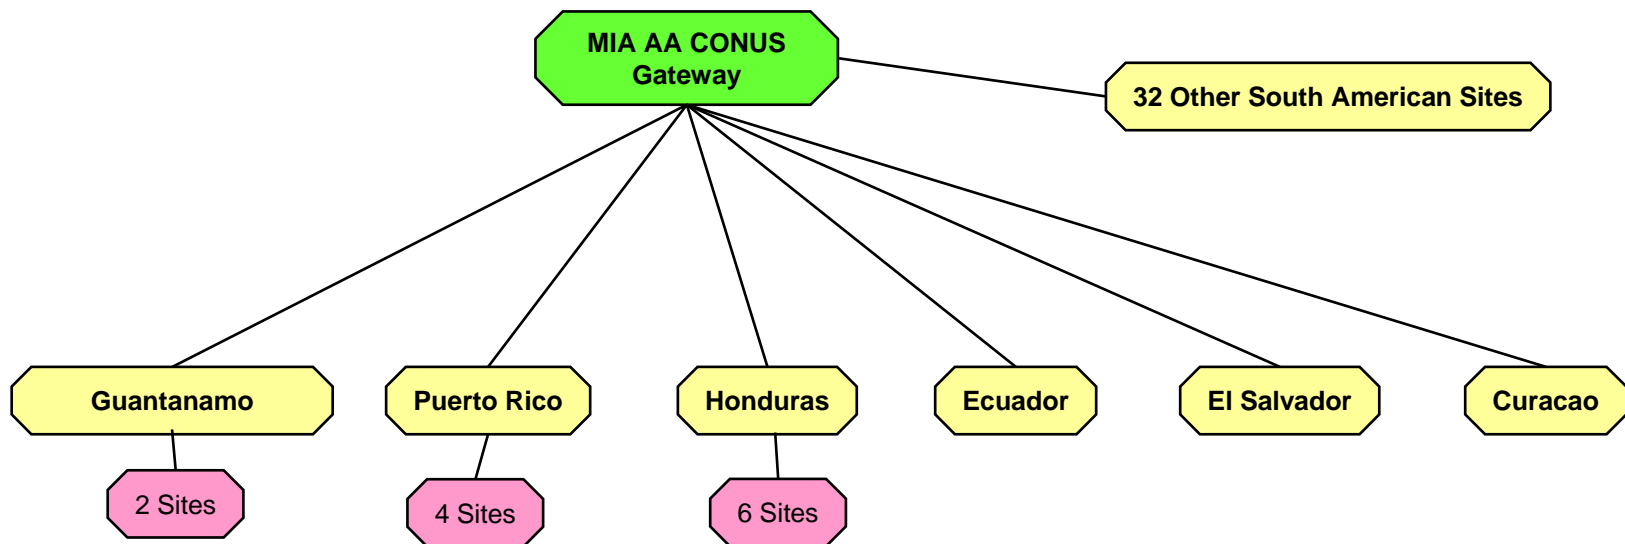 MIA AA CONUS
Gateway
32 Other South American Sites
Guantanamo
Puerto Rico
Honduras
Ecuador
El Salvador
Curacao
2 Sites
4 Sites
6 Sites